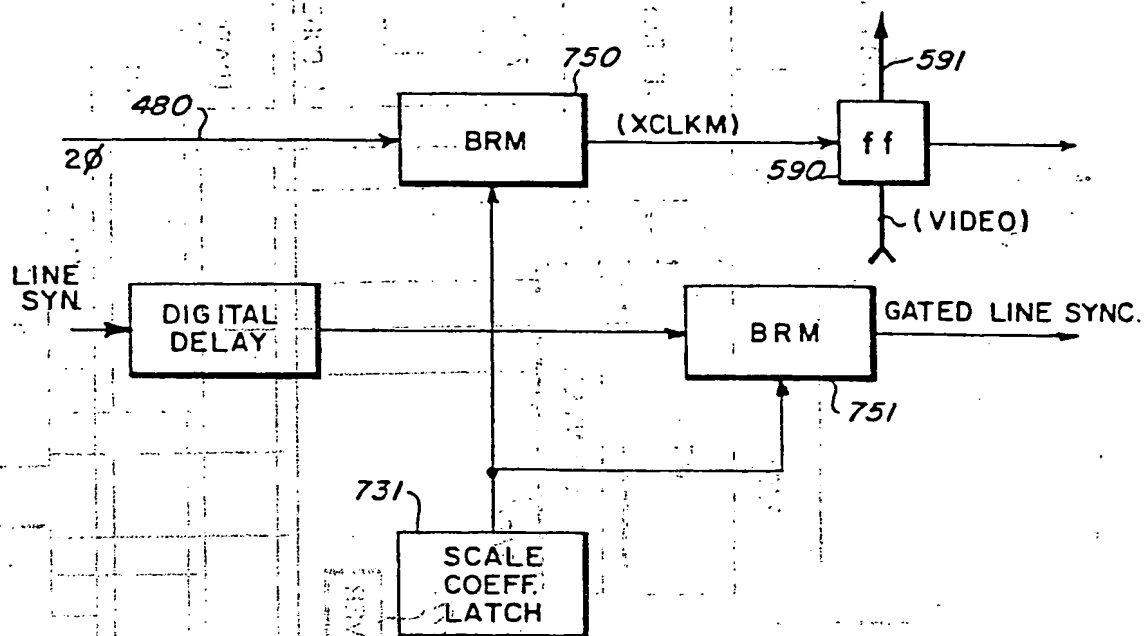 750
591
480
BRM
(XCLKM)
ff
2Ø
590
(VIDEO)
LINE
SYN.
DIGITAL
DELAY
BRM
GATED LINE SYNC.
751
731
SCALE
COEFF.
LATCH